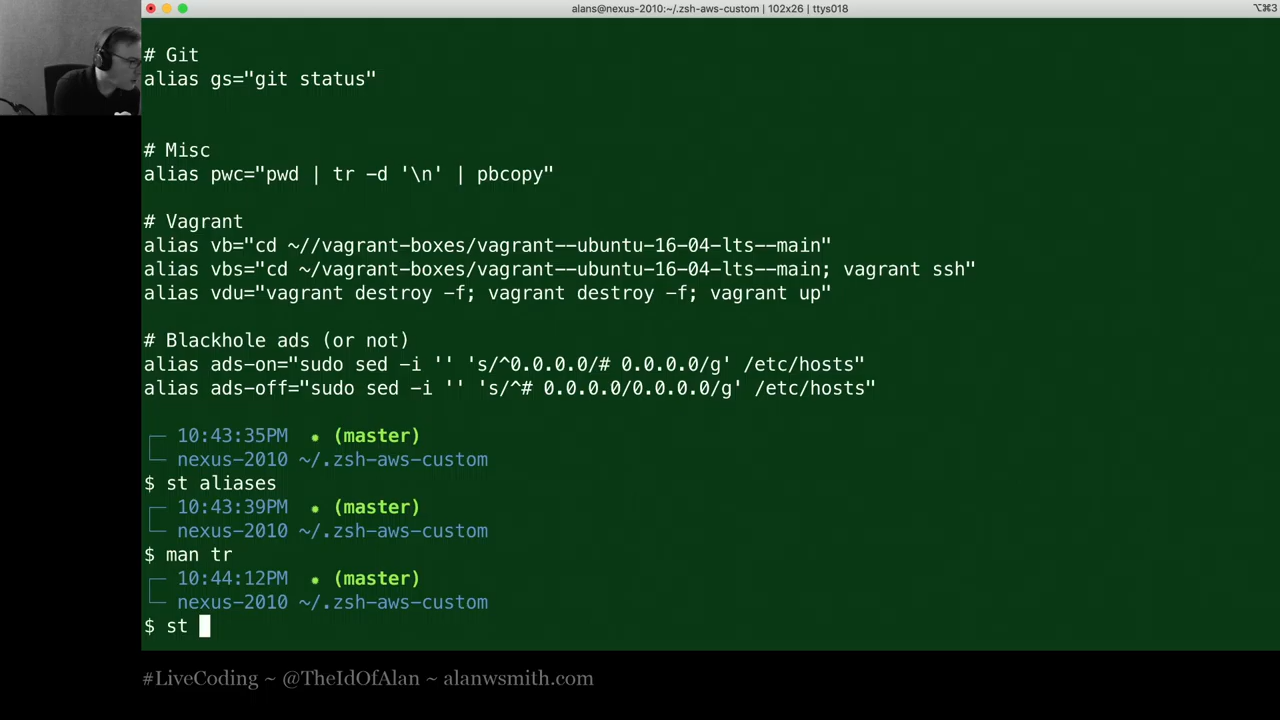 alans@nexus-2010:~/.zsh-aws-custom | 102x26 | ttys018
⌥⌘3
# Git
alias gs="git status"
# Misc
alias pwc="pwd | tr -d '\n' | pbcopy"
# Vagrant
alias vb="cd ~//vagrant-boxes/vagrant--ubuntu-16-04-lts--main"
alias vbs="cd ~/vagrant-boxes/vagrant--ubuntu-16-04-lts--main; vagrant ssh"
alias vdu="vagrant destroy -f; vagrant destroy -f; vagrant up"
# Blackhole ads (or not)
alias ads-on="sudo sed -i '' 's/^0.0.0.0/# 0.0.0.0/g' /etc/hosts"
alias ads-off="sudo sed -i '' 's/^# 0.0.0.0/0.0.0.0/g' /etc/hosts"
10:43:35PM ✹ (master)
nexus-2010 ~/.zsh-aws-custom
$ st aliases
10:43:39PM ✹ (master)
nexus-2010 ~/.zsh-aws-custom
$ man tr
10:44:12PM ✹ (master)
nexus-2010 ~/.zsh-aws-custom
$ st
#LiveCoding ~ @TheIdOfAlan ~ alanwsmith.com